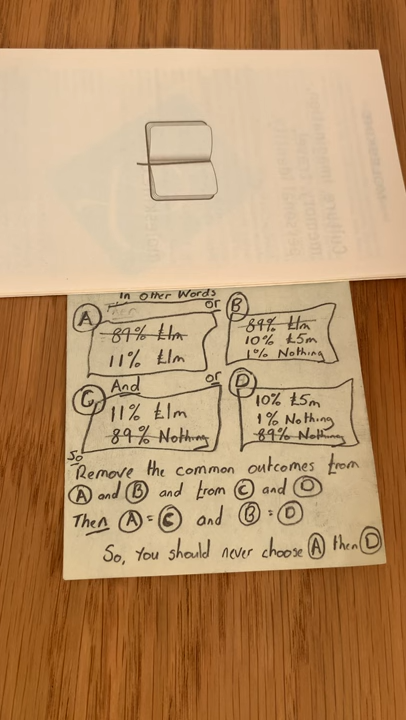 In Other Words
A or B
89% £1m
11% £1m
89% £1m
10% £5m
1% Nothing
C And or D
11% £1m
89% Nothing
10% £5m
1% Nothing
89% Nothing
So
Remove the common outcomes from
A and B and from C and D
Then A = C and B = D
So, you should never choose A then D